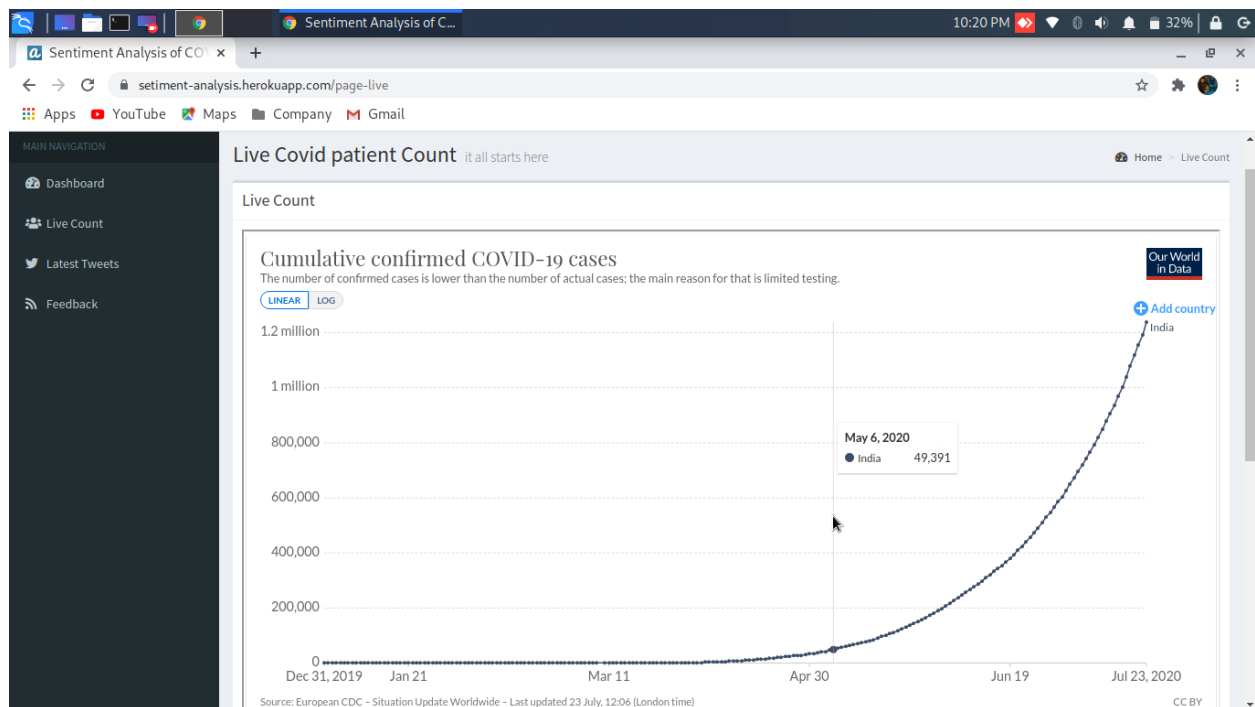 Sentiment Analysis of C...
10:20 PM
32%
Sentiment Analysis of CO
setiment-analysis.herokuapp.com/page-live
Apps YouTube Maps Company Gmail
MAIN NAVIGATION
Dashboard
Live Count
Latest Tweets
Feedback
Live Covid patient Count it all starts here
Home > Live Count
Live Count
Cumulative confirmed COVID-19 cases
The number of confirmed cases is lower than the number of actual cases; the main reason for that is limited testing.
Our World
in Data
LINEAR LOG
Add country
India
1.2 million
1 million
800,000
600,000
400,000
200,000
0
May 6, 2020
India 49,391
Dec 31, 2019 Jan 21 Mar 11 Apr 30 Jun 19 Jul 23, 2020
Source: European CDC – Situation Update Worldwide – Last updated 23 July, 12:06 (London time)
CC BY